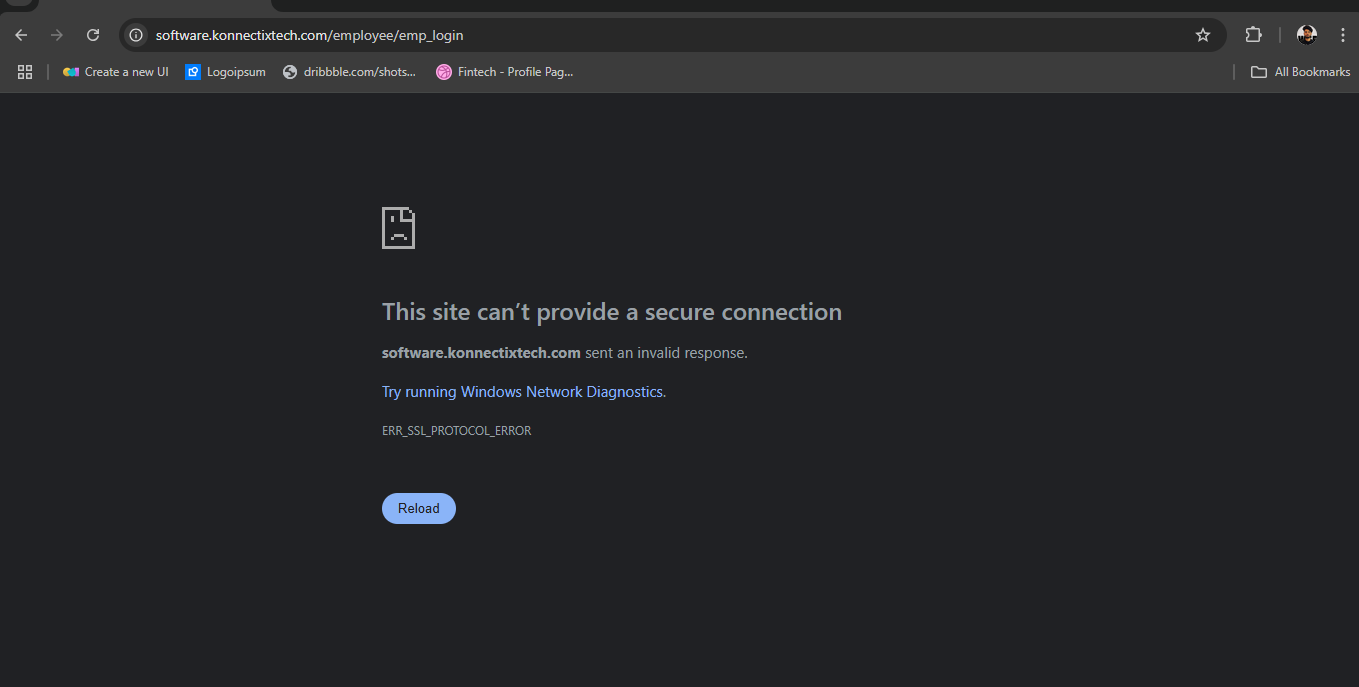 software.konnectixtech.com/employee/emp_login
Create a new UI Logoipsum dribbble.com/shots... Fintech - Profile Pag... All Bookmarks
This site can’t provide a secure connection
software.konnectixtech.com sent an invalid response.
Try running Windows Network Diagnostics.
ERR_SSL_PROTOCOL_ERROR
Reload